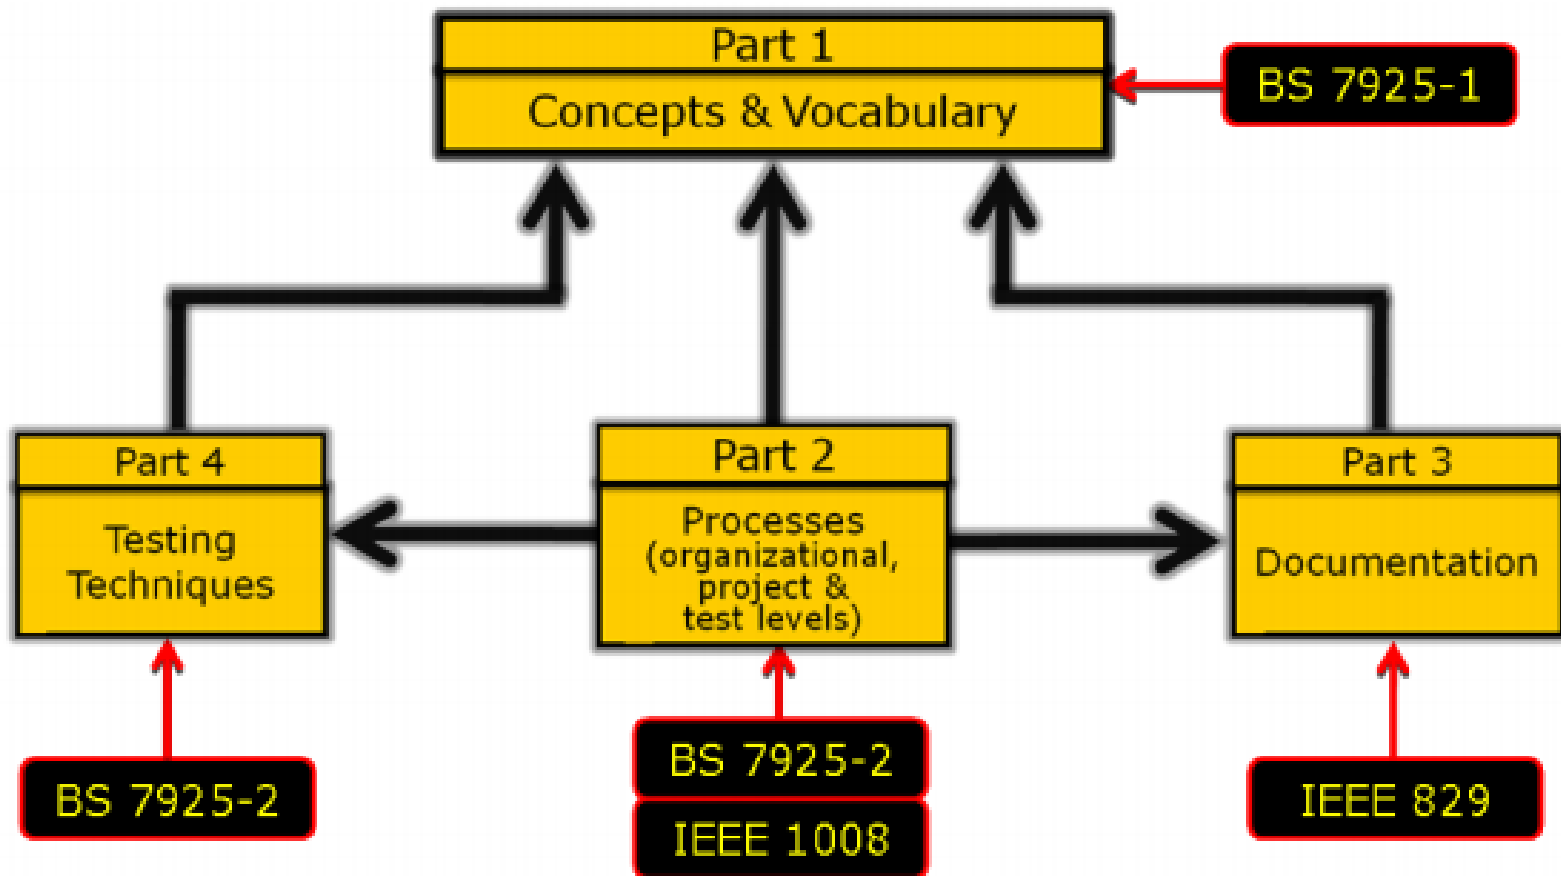 Part 1
Concepts & Vocabulary
BS 7925-1
Part 4
Testing
Techniques
Part 2
Processes
(organizational,
project &
test levels)
Part 3
Documentation
BS 7925-2
BS 7925-2
IEEE 1008
IEEE 829